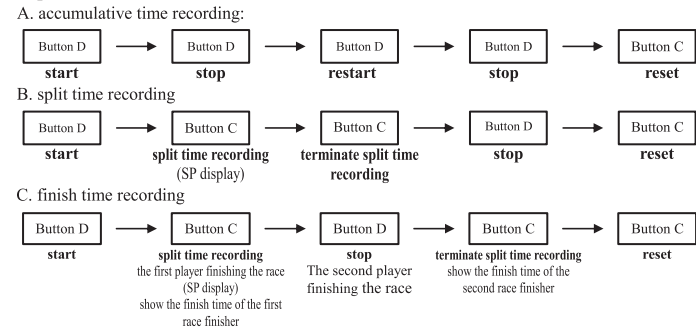 A. accumulative time recording:
Button D Button D Button D Button D Button C
start stop restart stop reset
B. split time recording
Button D Button C Button C Button D Button C
start split time recording terminate split time stop reset
(SP display) recording
C. finish time recording
Button D Button C Button D Button C Button C
start split time recording stop terminate split time recording reset
the first player finishing the race The second player show the finish time of the
(SP display) finishing the race second race finisher
show the finish time of the first
race finisher